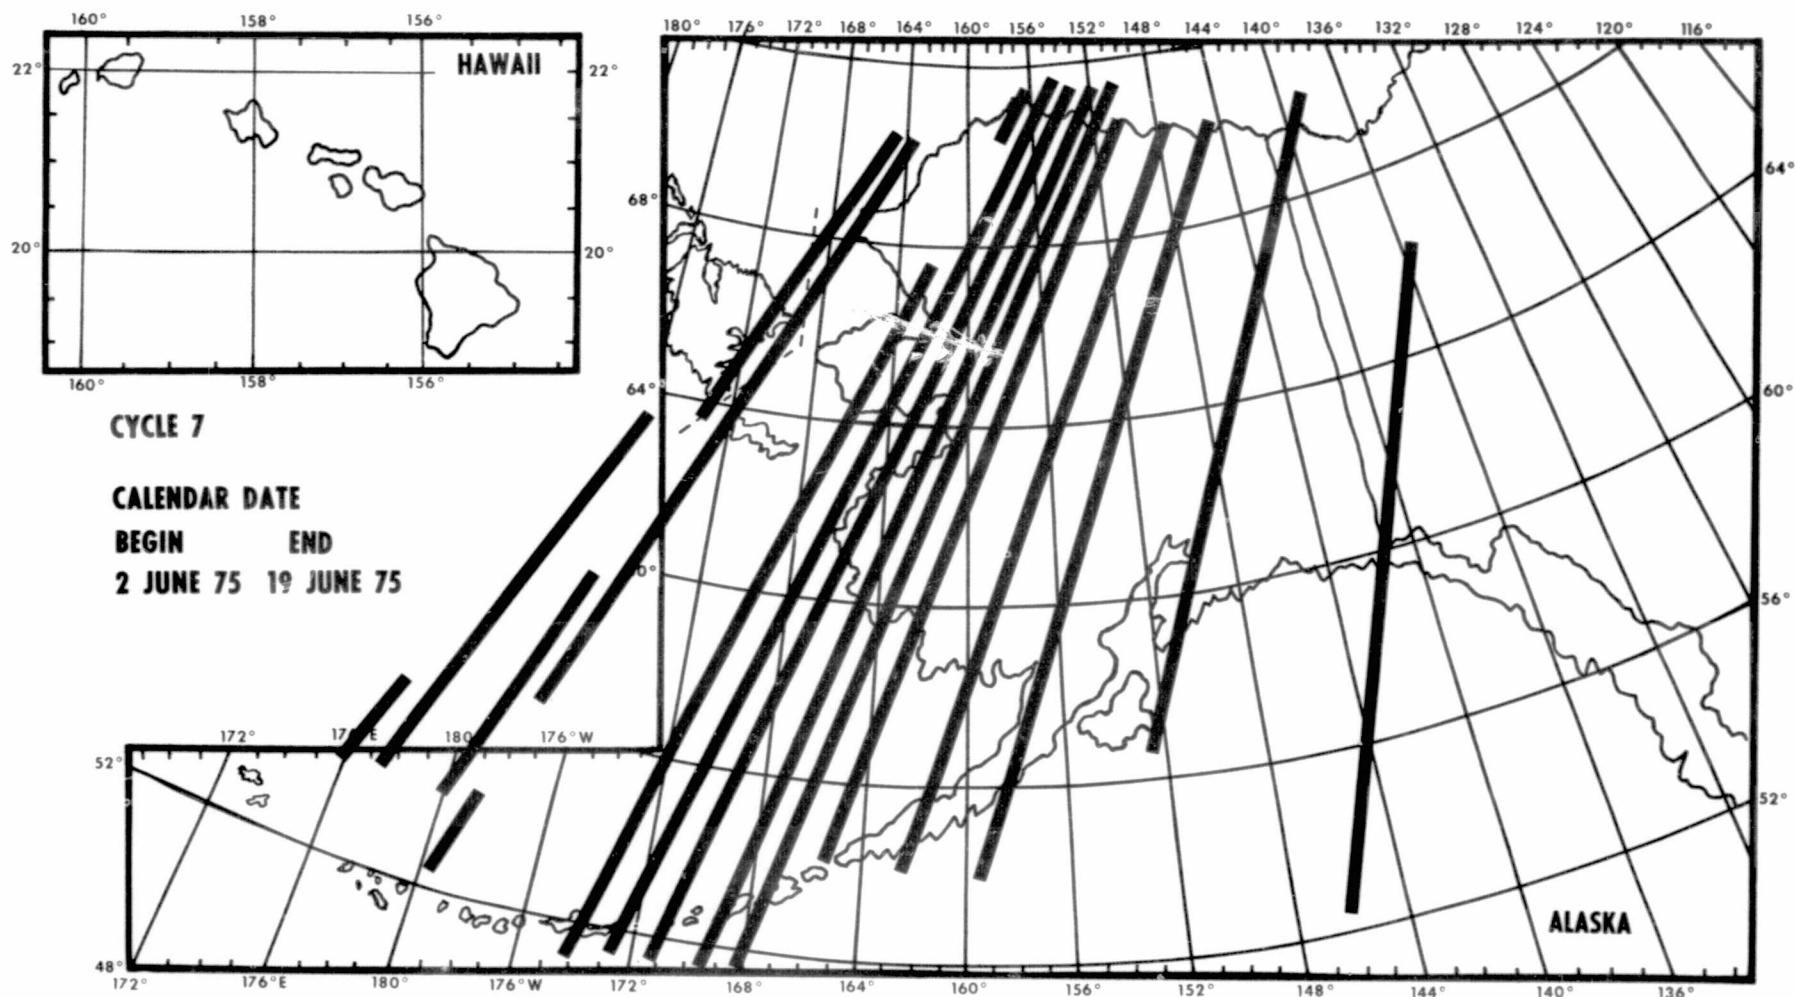 160° 158° 156°
HAWAII
22° 22°
20° 20°
160° 158° 156°
180° 176° 172° 168° 164° 160° 156° 152° 148° 144° 140° 136° 132° 128° 124° 120° 116°
68°
64°
64°
60°
56°
52°
CYCLE 7
CALENDAR DATE
BEGIN END
2 JUNE 75 19 JUNE 75
172° 180 176°W
52°
48°
ALASKA
172° 176°E 180° 176°W 172° 168° 164° 160° 156° 152° 148° 144° 140° 136°